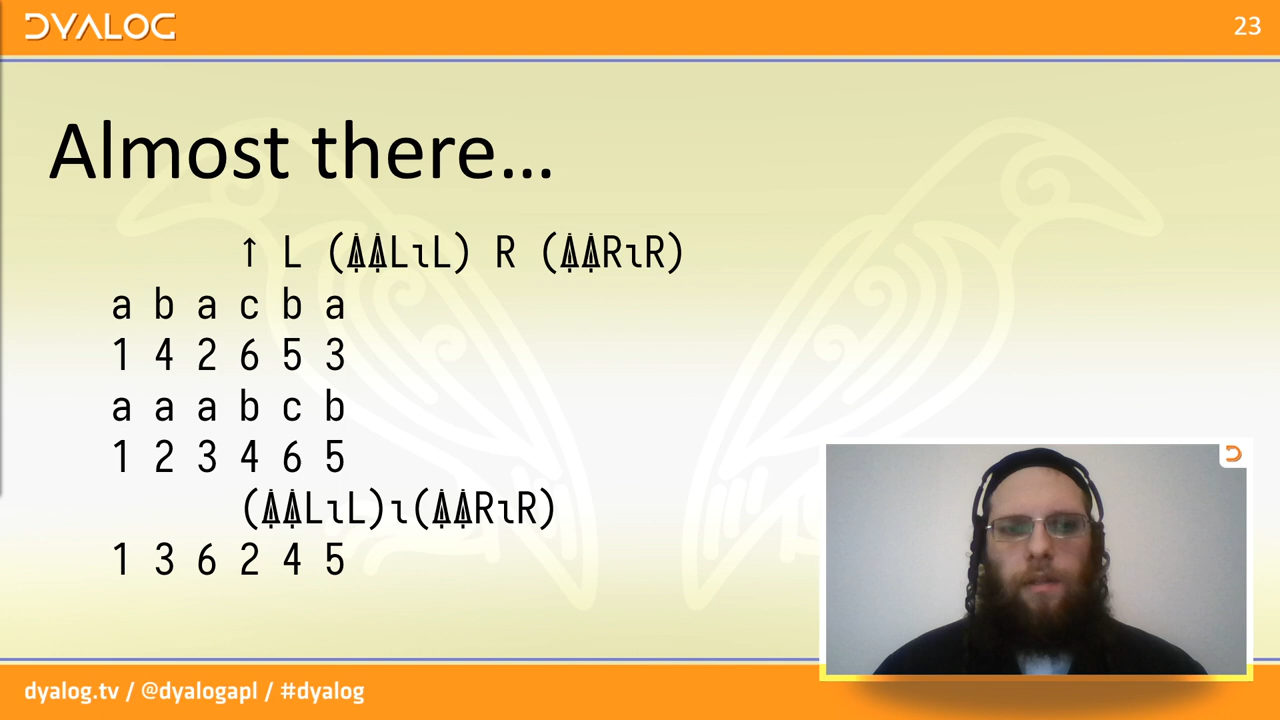 DYALOG
23
Almost there…
↑ L (⍋⍋L⍳L) R (⍋⍋R⍳R)
a b a c b a
1 4 2 6 5 3
a a a b c b
1 2 3 4 6 5
(⍋⍋L⍳L)⍳(⍋⍋R⍳R)
1 3 6 2 4 5
dyalog.tv / @dyalogapl / #dyalog